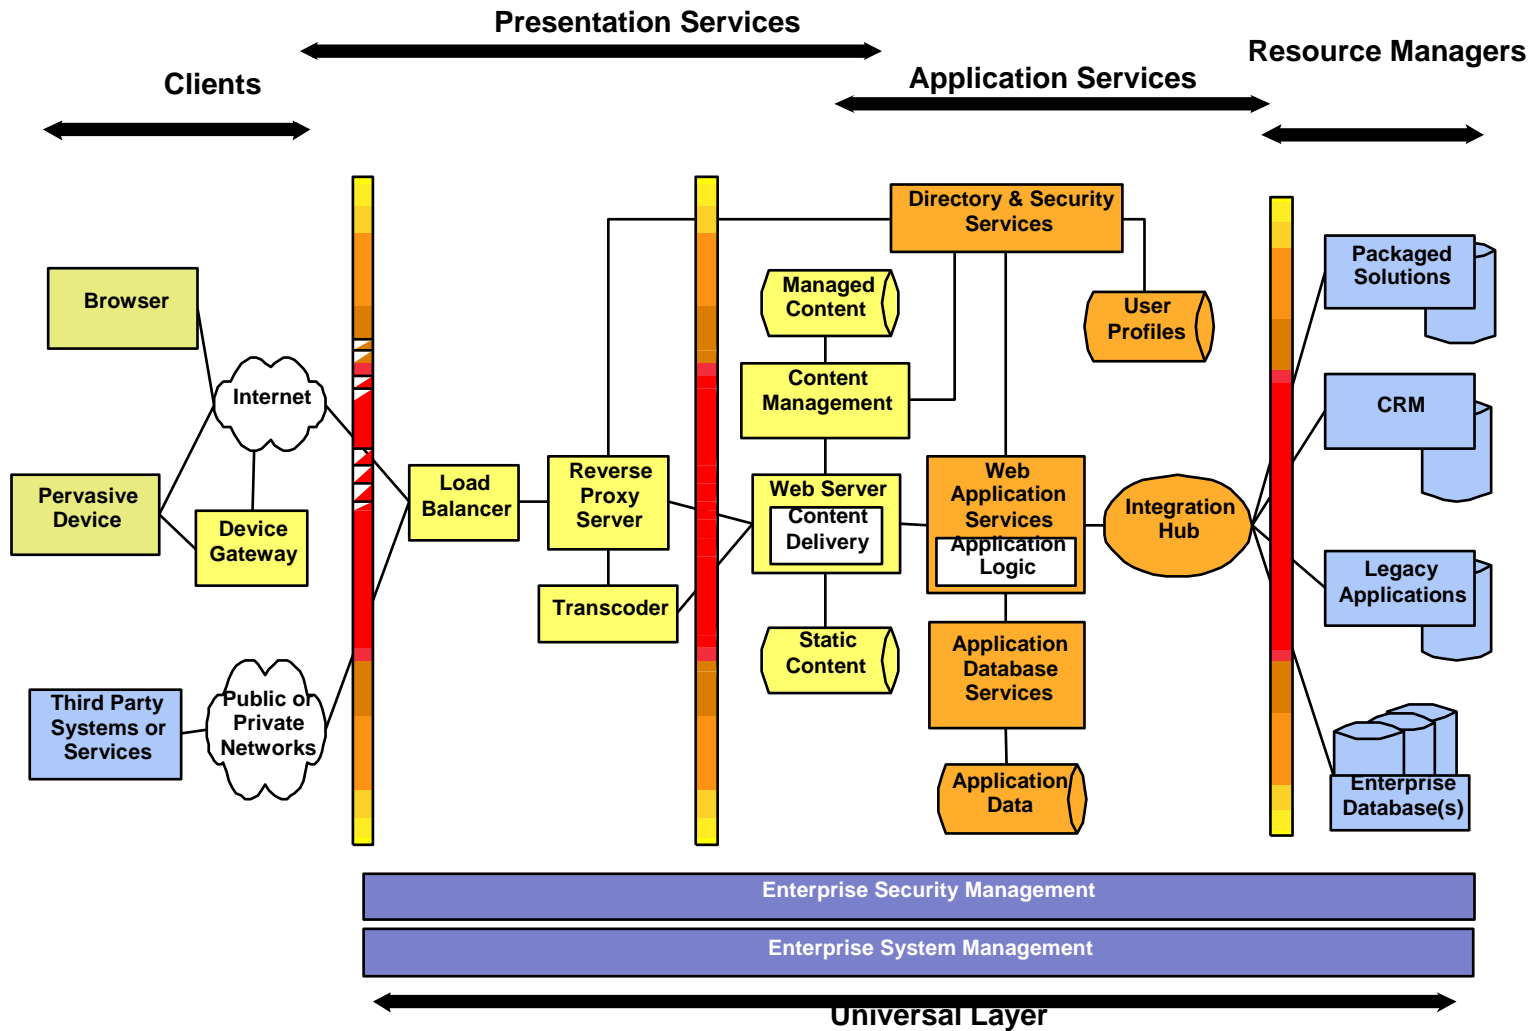 Presentation Services
Resource Managers
Clients
Application Services
Directory & Security
Services
Browser
Internet
Managed
Content
User
Profiles
Packaged
Solutions
Content
Management
CRM
Pervasive
Device
Device
Gateway
Load
Balancer
Reverse
Proxy
Server
Transcoder
Web Server
Content
Delivery
Web
Application
Services
Application
Logic
Integration
Hub
Legacy
Applications
Static
Content
Application
Database
Services
Third Party
Systems or
Services
Public or
Private
Networks
Application
Data
Enterprise
Database(s)
Enterprise Security Management
Enterprise System Management
Universal Layer